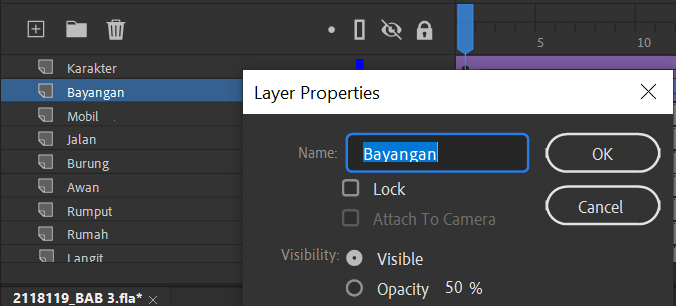 5
10
Karakter
Bayangan
Mobil
Jalan
Burung
Awan
Rumput
Rumah
Langit
Layer Properties
Name: Bayangan
OK
Lock
Cancel
Attach To Camera
Visibility: Visible
Opacity 50 %
2118119_BAB 3.fla*